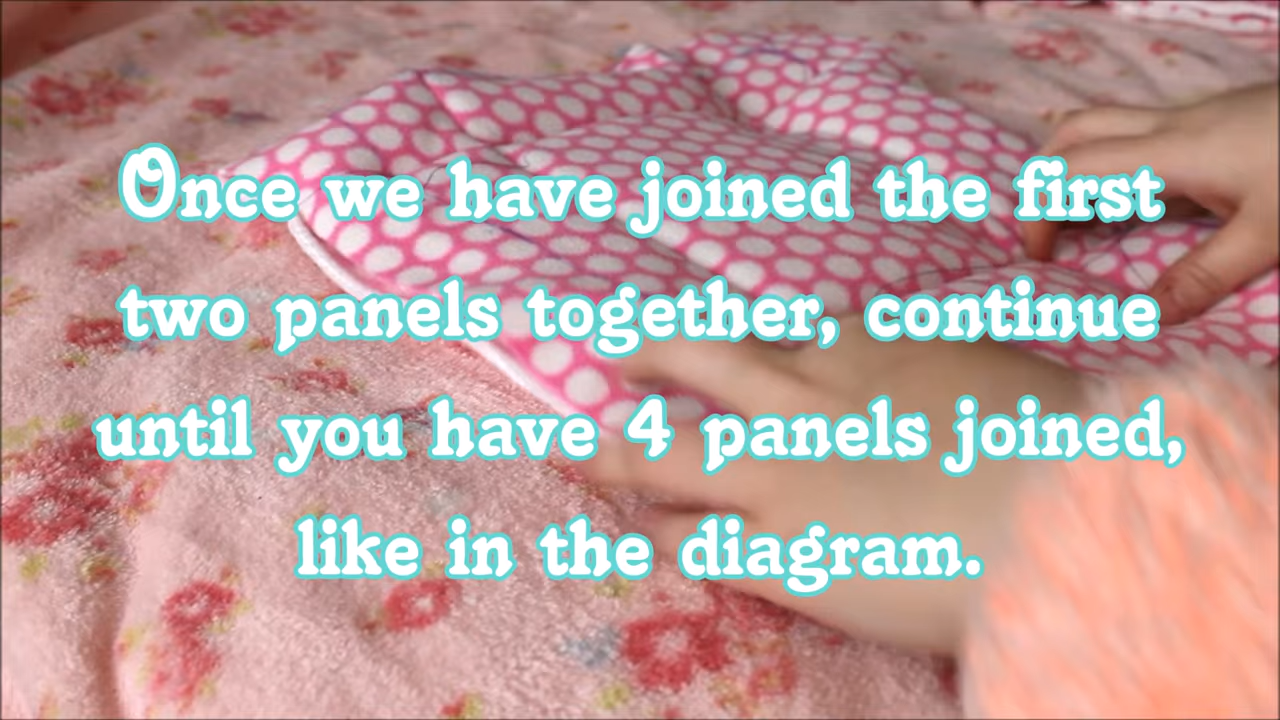 Once we have joined the first
two panels together, continue
until you have 4 panels joined,
like in the diagram.